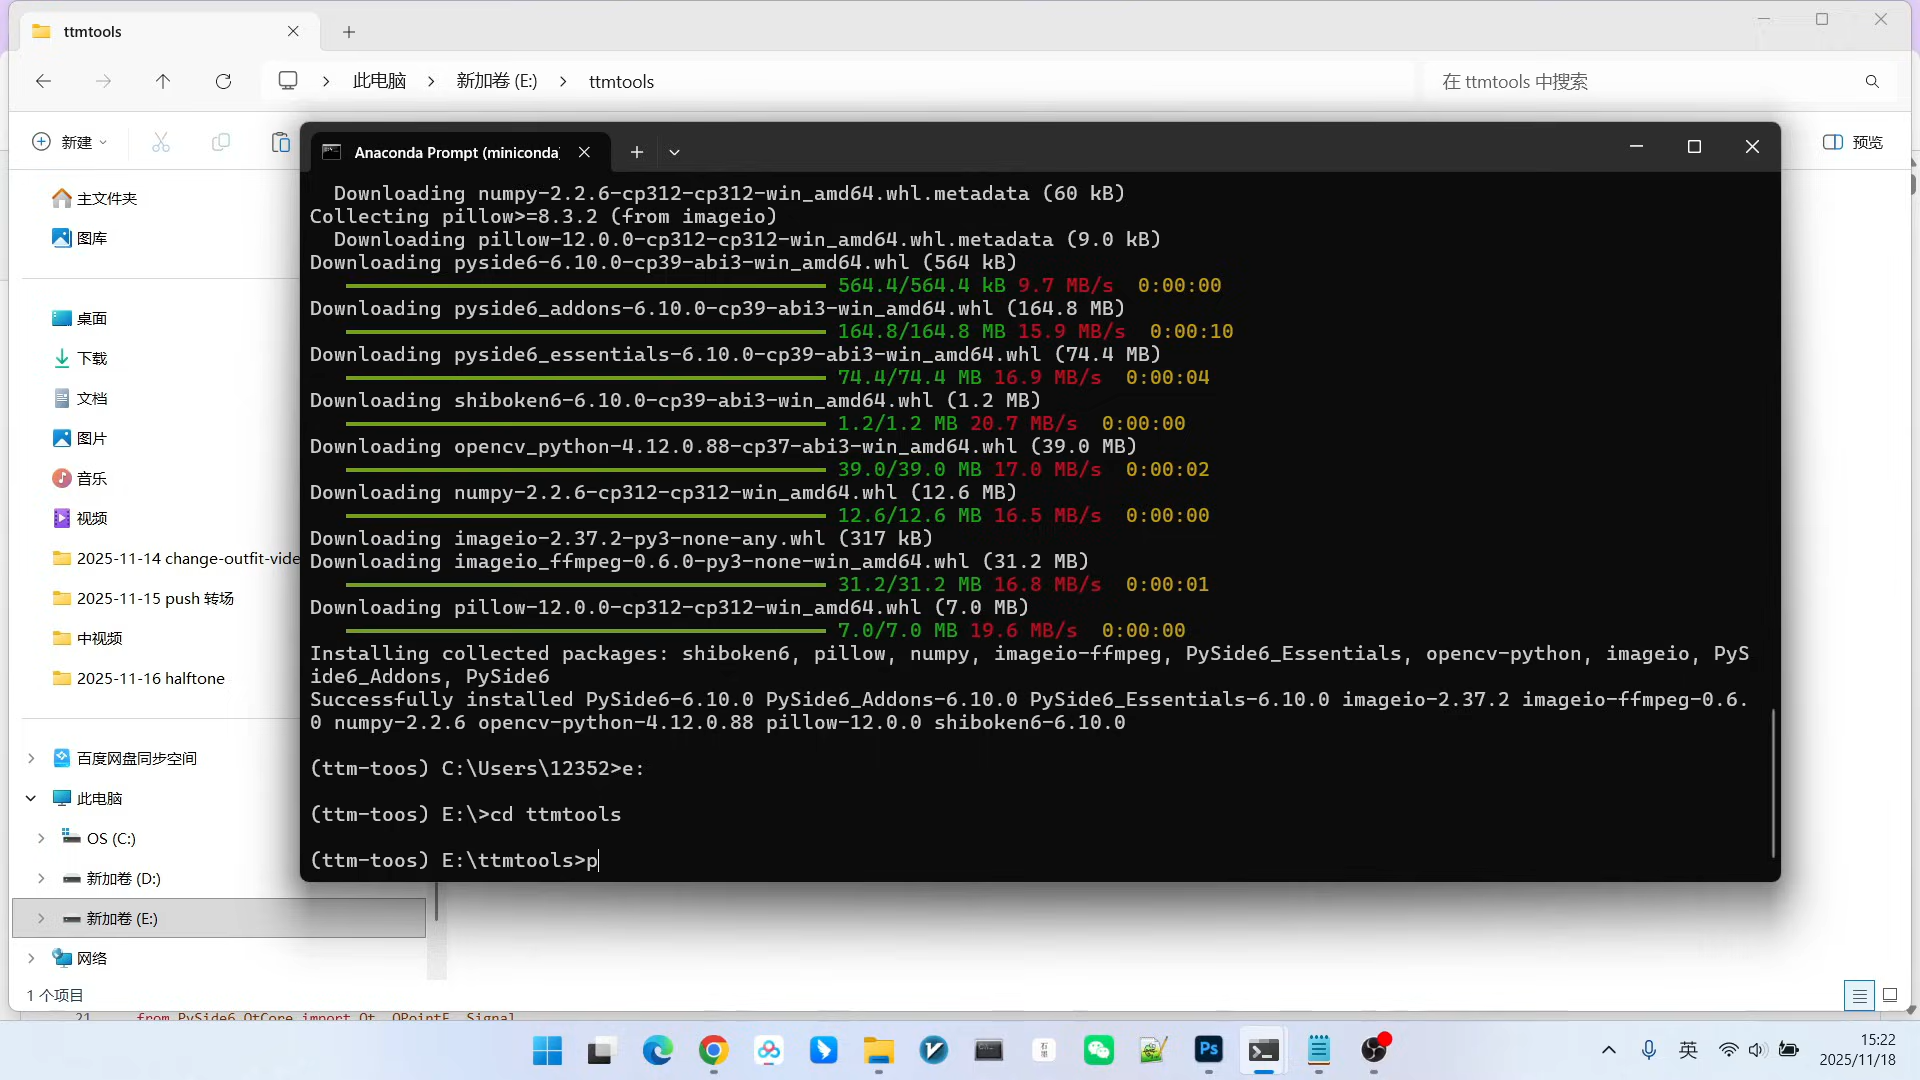 ttmtools
此电脑 > 新加卷 (E:) > ttmtools
在 ttmtools 中搜索
新建
预览
主文件夹
图库
桌面
下载
文档
图片
音乐
视频
2025-11-14 change-outfit-vide
2025-11-15 push 转场
中视频
2025-11-16 halftone
百度网盘同步空间
此电脑
OS (C:)
新加卷 (D:)
新加卷 (E:)
网络
1 个项目
Anaconda Prompt (miniconda
Downloading numpy-2.2.6-cp312-cp312-win_amd64.whl.metadata (60 kB)
Collecting pillow>=8.3.2 (from imageio)
Downloading pillow-12.0.0-cp312-cp312-win_amd64.whl.metadata (9.0 kB)
Downloading pyside6-6.10.0-cp39-abi3-win_amd64.whl (564 kB)
564.4/564.4 kB 9.7 MB/s 0:00:00
Downloading pyside6_addons-6.10.0-cp39-abi3-win_amd64.whl (164.8 MB)
164.8/164.8 MB 15.9 MB/s 0:00:10
Downloading pyside6_essentials-6.10.0-cp39-abi3-win_amd64.whl (74.4 MB)
74.4/74.4 MB 16.9 MB/s 0:00:04
Downloading shiboken6-6.10.0-cp39-abi3-win_amd64.whl (1.2 MB)
1.2/1.2 MB 20.7 MB/s 0:00:00
Downloading opencv_python-4.12.0.88-cp37-abi3-win_amd64.whl (39.0 MB)
39.0/39.0 MB 17.0 MB/s 0:00:02
Downloading numpy-2.2.6-cp312-cp312-win_amd64.whl (12.6 MB)
12.6/12.6 MB 16.5 MB/s 0:00:00
Downloading imageio-2.37.2-py3-none-any.whl (317 kB)
Downloading imageio_ffmpeg-0.6.0-py3-none-win_amd64.whl (31.2 MB)
31.2/31.2 MB 16.8 MB/s 0:00:01
Downloading pillow-12.0.0-cp312-cp312-win_amd64.whl (7.0 MB)
7.0/7.0 MB 19.6 MB/s 0:00:00
Installing collected packages: shiboken6, pillow, numpy, imageio-ffmpeg, PySide6_Essentials, opencv-python, imageio, PyS
ide6_Addons, PySide6
Successfully installed PySide6-6.10.0 PySide6_Addons-6.10.0 PySide6_Essentials-6.10.0 imageio-2.37.2 imageio-ffmpeg-0.6.
0 numpy-2.2.6 opencv-python-4.12.0.88 pillow-12.0.0 shiboken6-6.10.0
(ttm-toos) C:\Users\12352>e:
(ttm-toos) E:\>cd ttmtools
(ttm-toos) E:\ttmtools>p
21 from PySide6.QtCore import Qt, QPointF, Signal
Ps
英
15:22
2025/11/18